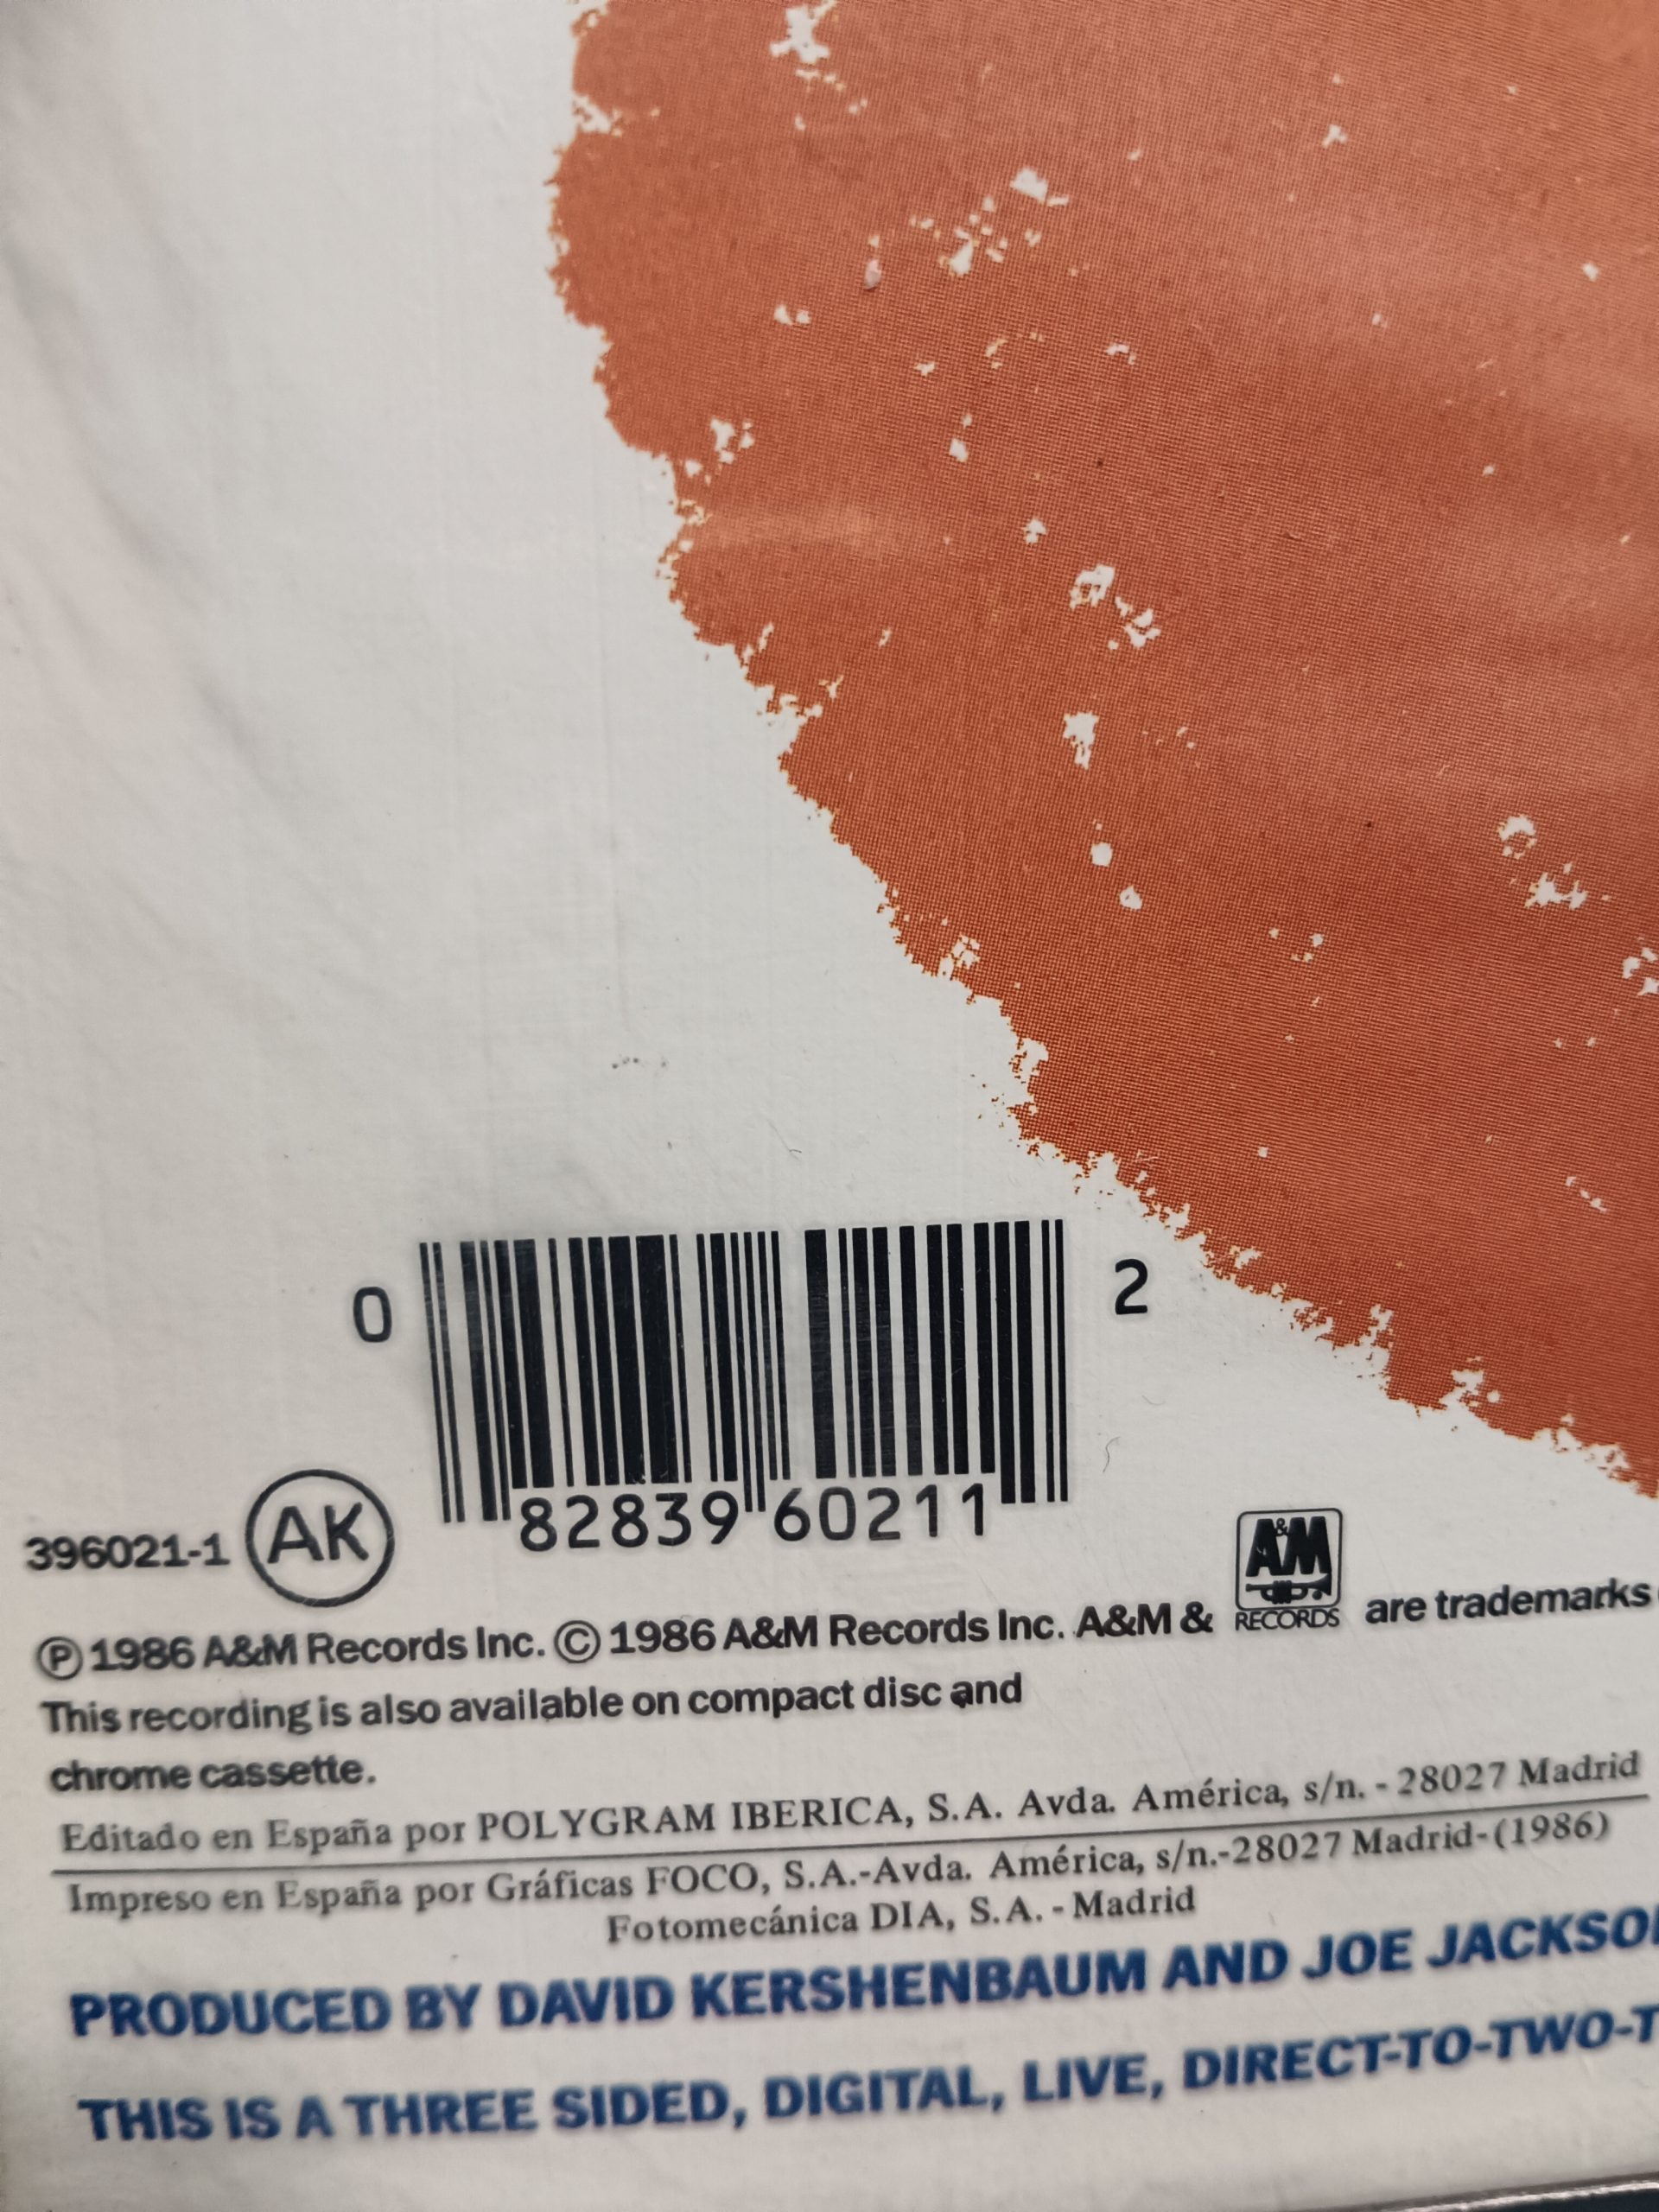 0 82839 60211 2
396021-1 AK
℗ 1986 A&M Records Inc. © 1986 A&M Records Inc. A&M & A&M RECORDS are trademarks
This recording is also available on compact disc and
chrome cassette.
Editado en España por POLYGRAM IBERICA, S.A. Avda. América, s/n. - 28027 Madrid
Impreso en España por Gráficas FOCO, S.A.-Avda. América, s/n.-28027 Madrid-(1986)
Fotomecánica DIA, S.A. - Madrid
PRODUCED BY DAVID KERSHENBAUM AND JOE JACKSO
THIS IS A THREE SIDED, DIGITAL, LIVE, DIRECT-TO-TWO-T